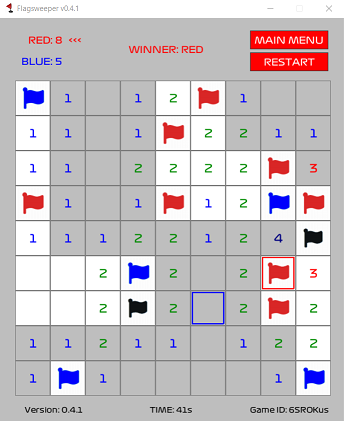 Flagsweeper v0.4.1
RED: 8 <<<
BLUE: 5
WINNER: RED
MAIN MENU
RESTART
1 1 2 1
1 1 1 2 2 1 1
1 2 2 2 2 3
1 1 1 2
1 1 1 2 2 1 2 4
2 2 2 3
2 2 2 2
1 1 2 1 1 1 2 2
1 1
Version: 0.4.1 TIME: 41s Game ID: 6SROKus